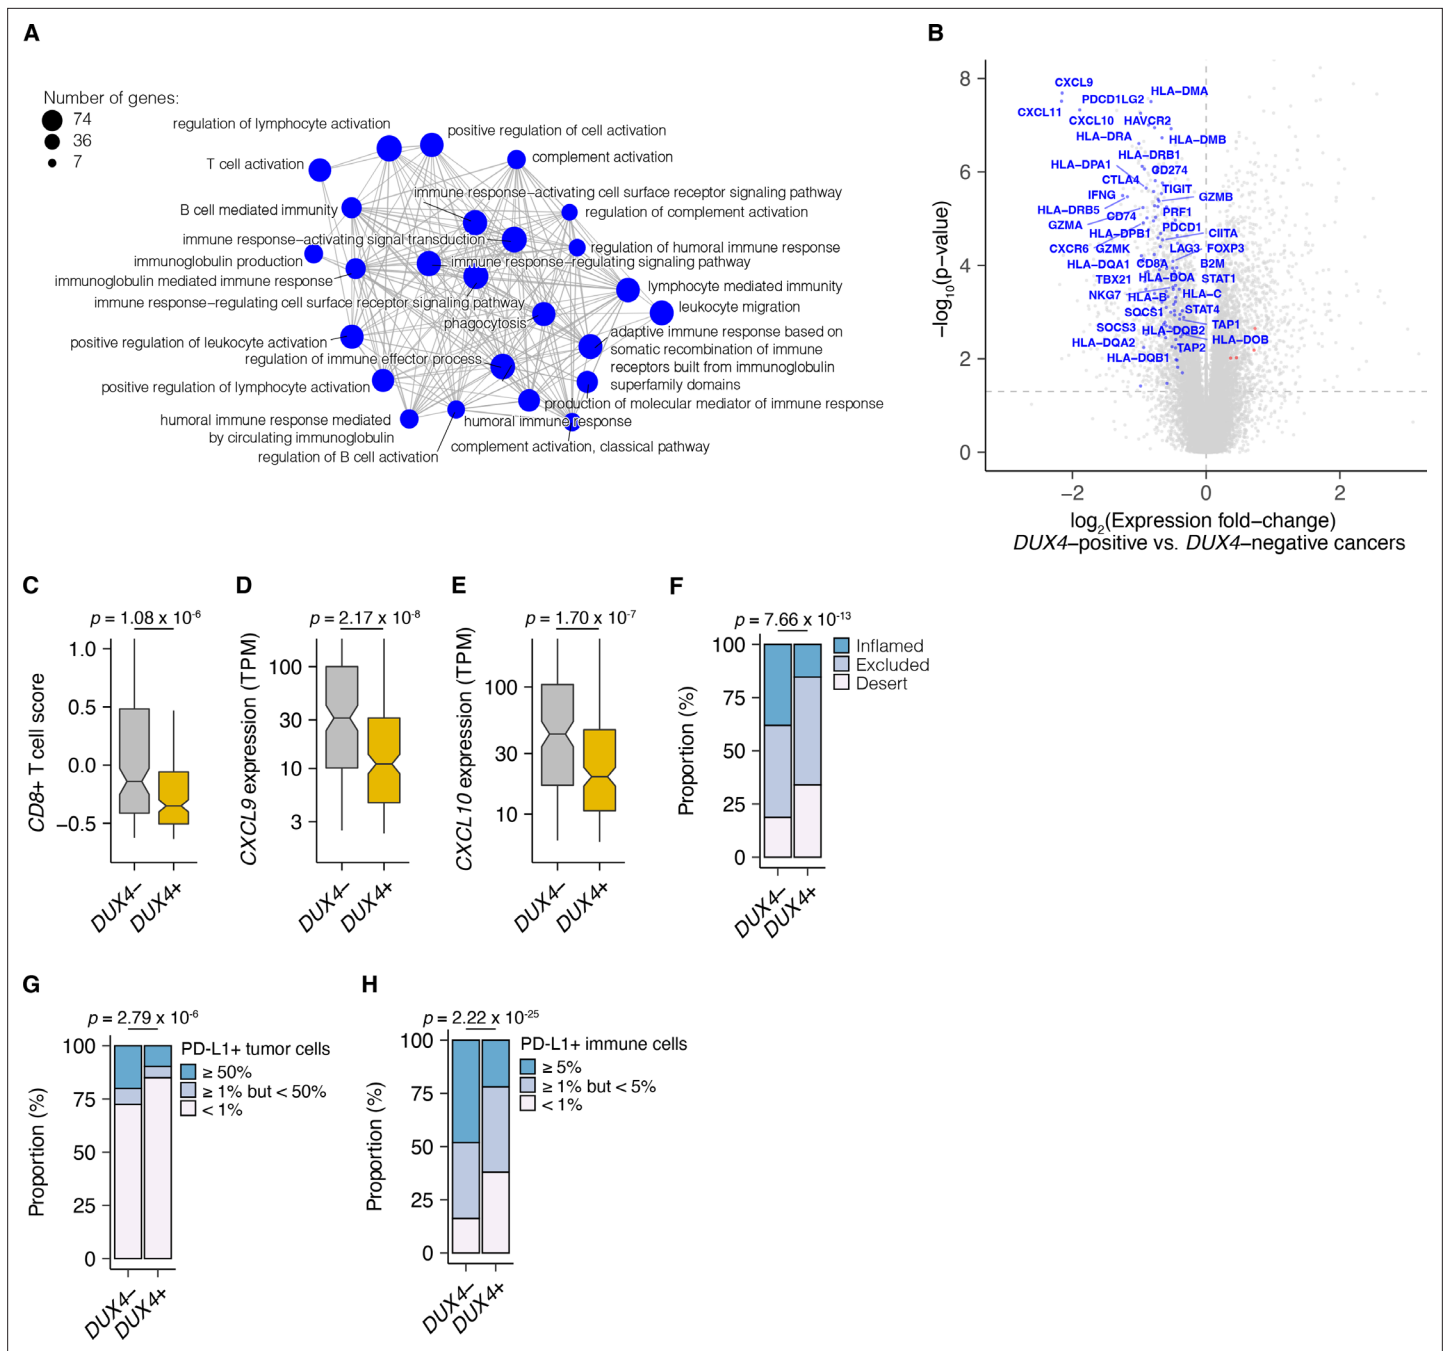 A
Number of genes:
74
36
7
regulation of lymphocyte activation
positive regulation of cell activation
T cell activation
complement activation
immune response–activating cell surface receptor signaling pathway
B cell mediated immunity
regulation of complement activation
immune response–activating signal transduction
regulation of humoral immune response
immunoglobulin production
immune response–regulating signaling pathway
immunoglobulin mediated immune response
lymphocyte mediated immunity
immune response–regulating cell surface receptor signaling pathway
leukocyte migration
phagocytosis
adaptive immune response based on
somatic recombination of immune
receptors built from immunoglobulin
superfamily domains
positive regulation of leukocyte activation
regulation of immune effector process
positive regulation of lymphocyte activation
production of molecular mediator of immune response
humoral immune response mediated
by circulating immunoglobulin
humoral immune response
regulation of B cell activation
complement activation, classical pathway
B
–log10(p–value)
8
6
4
2
0
CXCL9
HLA–DMA
PDCD1LG2
CXCL11
CXCL10
HAVCR2
HLA–DRA
HLA–DMB
HLA–DRB1
HLA–DPA1
CD274
CTLA4
TIGIT
IFNG
GZMB
HLA–DRB5
CD74
PRF1
GZMA
PDCD1
HLA–DPB1
CIITA
CXCR6
GZMK
LAG3
FOXP3
HLA–DQA1
CD8A
B2M
TBX21
HLA–DOA
STAT1
NKG7
HLA–B
HLA–C
SOCS1
STAT4
SOCS3
TAP1
HLA–DQB2
HLA–DQA2
HLA–DOB
TAP2
HLA–DQB1
–2
0
2
log2(Expression fold–change)
DUX4–positive vs. DUX4–negative cancers
C
p = 1.08 x 10-6
CD8+ T cell score
1.0
0.5
0.0
–0.5
DUX4–
DUX4+
D
p = 2.17 x 10-8
CXCL9 expression (TPM)
100
30
10
3
DUX4–
DUX4+
E
p = 1.70 x 10-7
CXCL10 expression (TPM)
100
30
10
DUX4–
DUX4+
F
p = 7.66 x 10-13
Proportion (%)
100
75
50
25
0
Inflamed
Excluded
Desert
DUX4–
DUX4+
G
p = 2.79 x 10-6
Proportion (%)
100
75
50
25
0
PD-L1+ tumor cells
≥ 50%
≥ 1% but < 50%
< 1%
DUX4–
DUX4+
H
p = 2.22 x 10-25
Proportion (%)
100
75
50
25
0
PD-L1+ immune cells
≥ 5%
≥ 1% but < 5%
< 1%
DUX4–
DUX4+